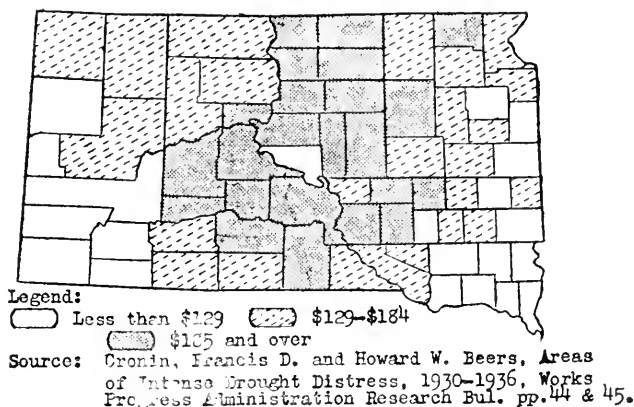 Legend:
Less than $129 $129-$184
$185 and over
Source: Cronin, Francis D. and Howard W. Beers, Areas
of Intense Drought Distress, 1930-1936, Works
Progress Administration Research Bul. pp.44 & 45.